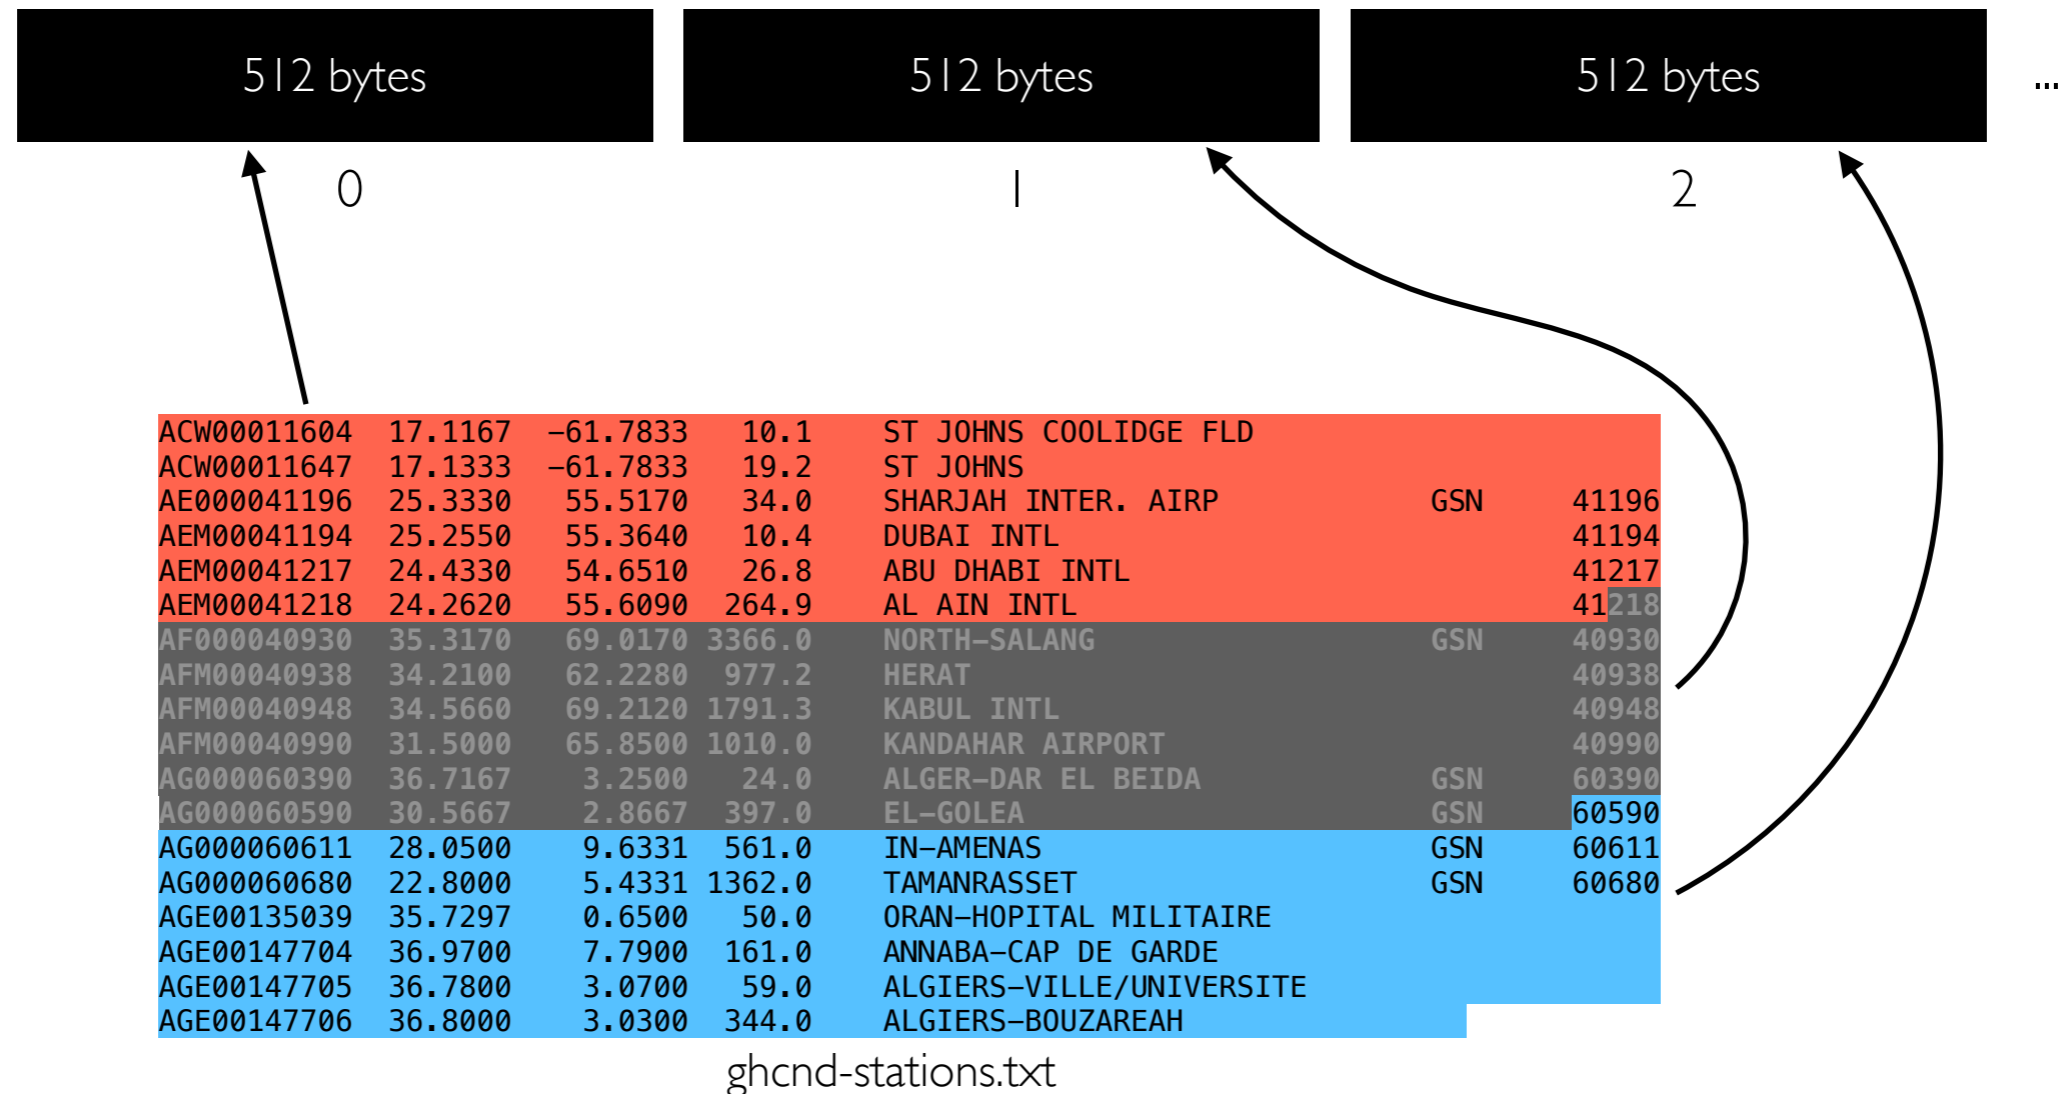 512 bytes 512 bytes 512 bytes ...
0 1 2
ACW00011604  17.1167  -61.7833   10.1    ST JOHNS COOLIDGE FLD
ACW00011647  17.1333  -61.7833   19.2    ST JOHNS
AE000041196  25.3330   55.5170   34.0    SHARJAH INTER. AIRP            GSN     41196
AEM00041194  25.2550   55.3640   10.4    DUBAI INTL                             41194
AEM00041217  24.4330   54.6510   26.8    ABU DHABI INTL                         41217
AEM00041218  24.2620   55.6090  264.9    AL AIN INTL                            41218
AF000040930  35.3170   69.0170 3366.0    NORTH-SALANG                   GSN     40930
AFM00040938  34.2100   62.2280  977.2    HERAT                                  40938
AFM00040948  34.5660   69.2120 1791.3    KABUL INTL                             40948
AFM00040990  31.5000   65.8500 1010.0    KANDAHAR AIRPORT                       40990
AG000060390  36.7167    3.2500   24.0    ALGER-DAR EL BEIDA             GSN     60390
AG000060590  30.5667    2.8667  397.0    EL-GOLEA                       GSN     60590
AG000060611  28.0500    9.6331  561.0    IN-AMENAS                      GSN     60611
AG000060680  22.8000    5.4331 1362.0    TAMANRASSET                    GSN     60680
AGE00135039  35.7297    0.6500   50.0    ORAN-HOPITAL MILITAIRE
AGE00147704  36.9700    7.7900  161.0    ANNABA-CAP DE GARDE
AGE00147705  36.7800    3.0700   59.0    ALGIERS-VILLE/UNIVERSITE
AGE00147706  36.8000    3.0300  344.0    ALGIERS-BOUZAREAH
ghcnd-stations.txt